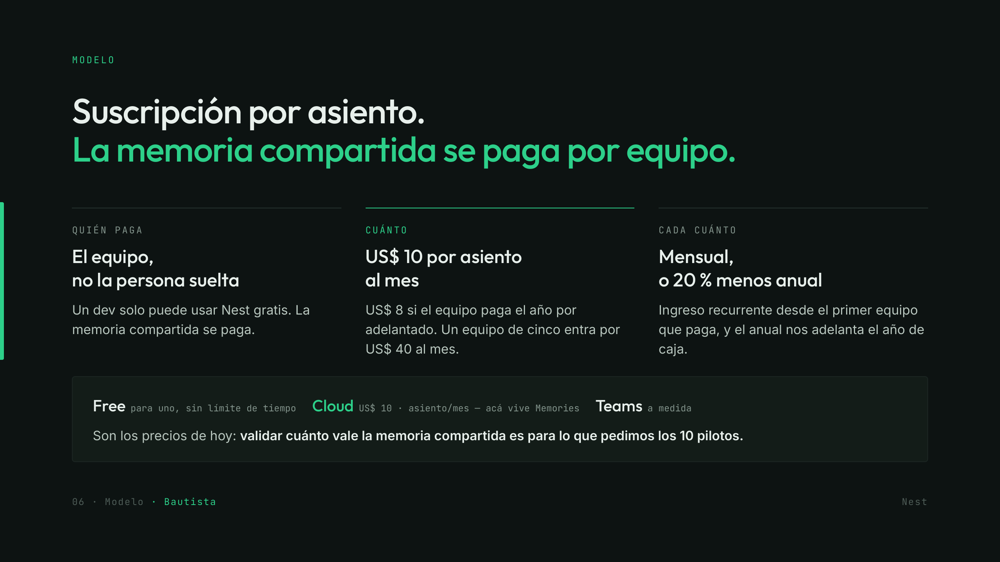 MODELO
Suscripción por asiento.
La memoria compartida se paga por equipo.
QUIÉN PAGA
El equipo,
no la persona suelta
Un dev solo puede usar Nest gratis. La
memoria compartida se paga.
CUÁNTO
US$ 10 por asiento
al mes
US$ 8 si el equipo paga el año por
adelantado. Un equipo de cinco entra por
US$ 40 al mes.
CADA CUÁNTO
Mensual,
o 20 % menos anual
Ingreso recurrente desde el primer equipo
que paga, y el anual nos adelanta el año de
caja.
Free para uno, sin límite de tiempo Cloud US$ 10 · asiento/mes — acá vive Memories Teams a medida
Son los precios de hoy: validar cuánto vale la memoria compartida es para lo que pedimos los 10 pilotos.
06 · Modelo · Bautista
Nest